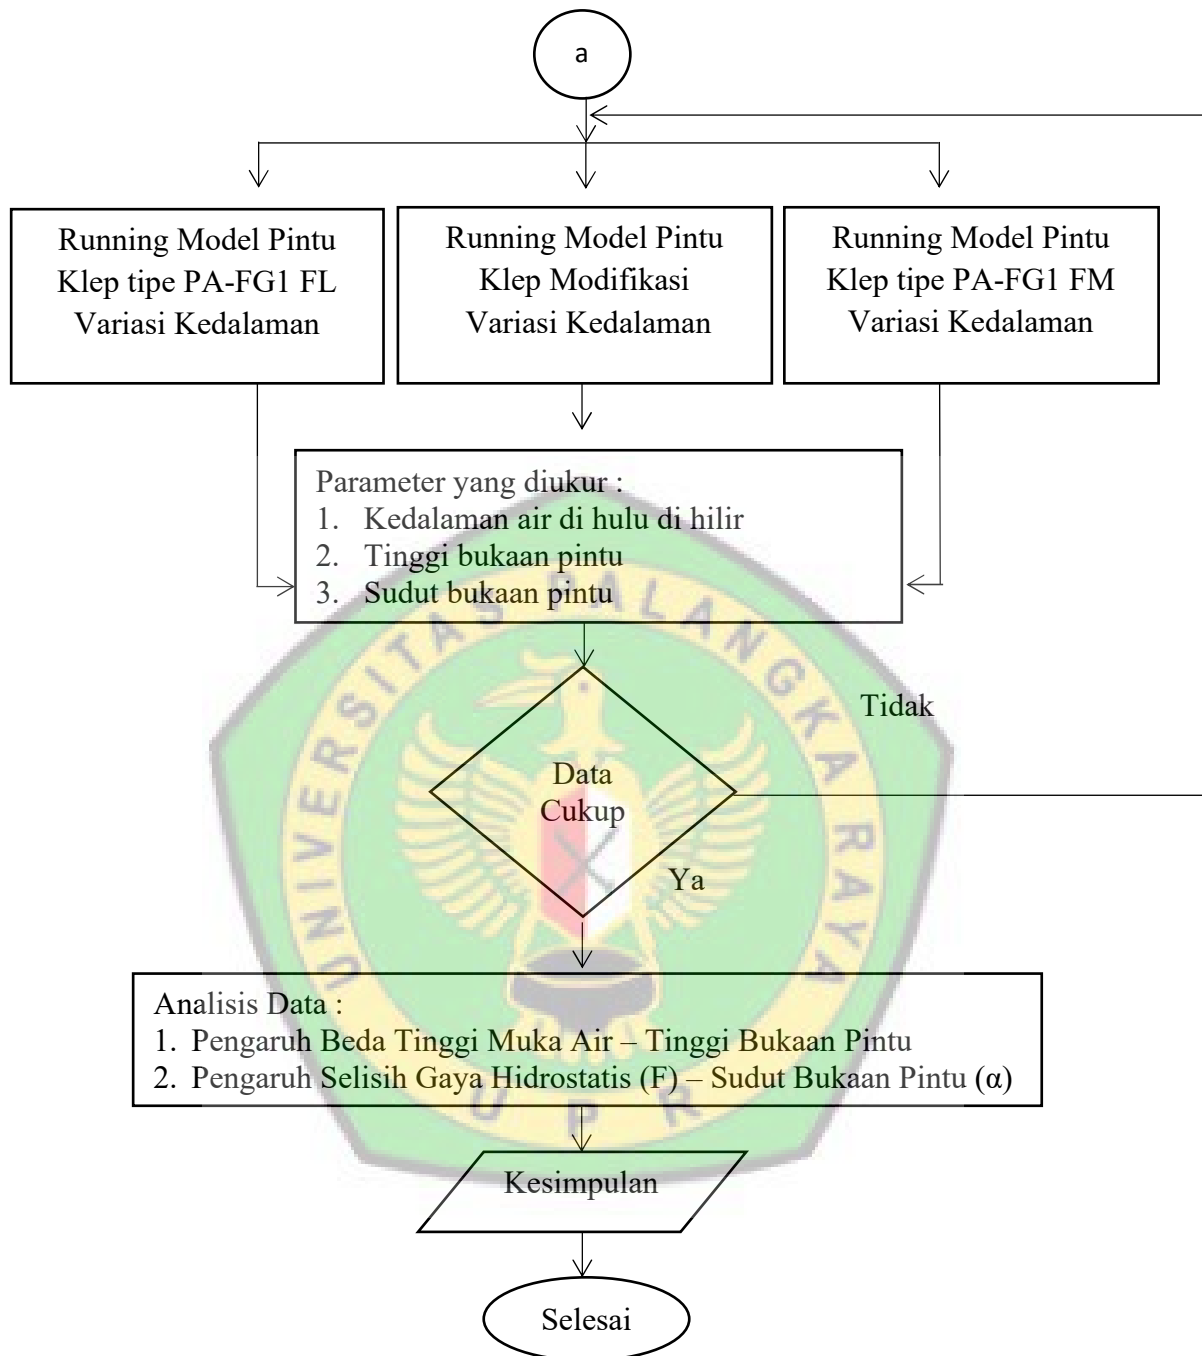 a
Running Model Pintu
Klep tipe PA-FG1 FL
Variasi Kedalaman
Running Model Pintu
Klep Modifikasi
Variasi Kedalaman
Running Model Pintu
Klep tipe PA-FG1 FM
Variasi Kedalaman
Parameter yang diukur :
1. Kedalaman air di hulu di hilir
2. Tinggi bukaan pintu
3. Sudut bukaan pintu
UNIVERSITAS PALANGKA RAYA
Tidak
Data
Cukup
Ya
Analisis Data :
1. Pengaruh Beda Tinggi Muka Air – Tinggi Bukaan Pintu
2. Pengaruh Selisih Gaya Hidrostatis (F) – Sudut Bukaan Pintu (α)
U P R
Kesimpulan
Selesai